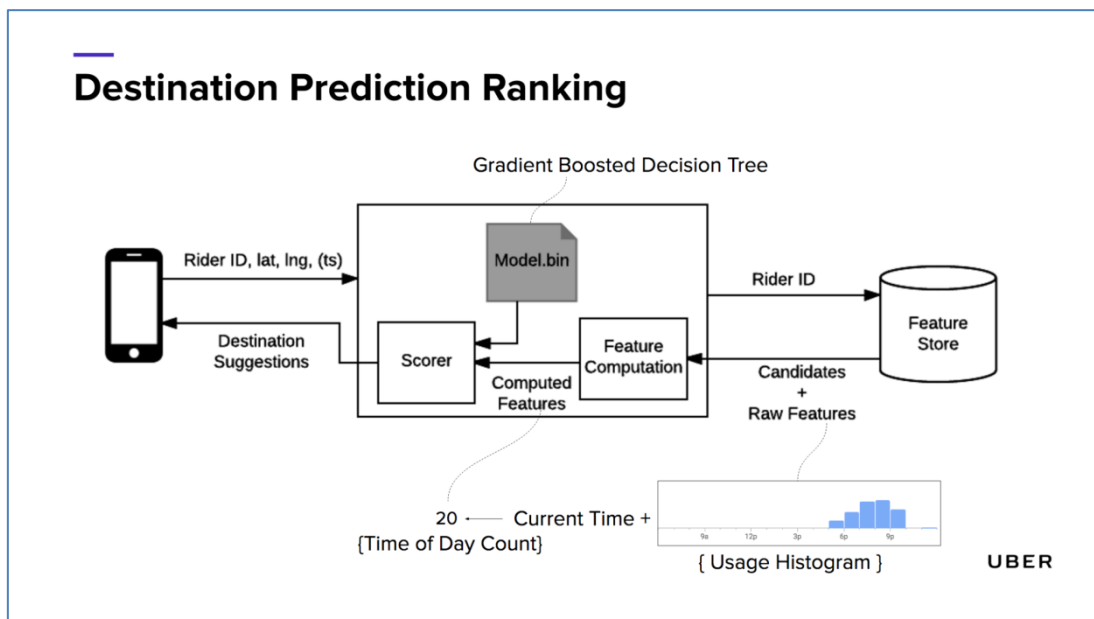 Destination Prediction Ranking
Gradient Boosted Decision Tree
Model.bin
Rider ID, lat, lng, (ts)
Rider ID
Destination
Suggestions
Scorer
Computed
Features
Feature
Computation
Candidates
+
Raw Features
Feature
Store
20
Current Time +
{Time of Day Count}
9a
12p
3p
6p
9p
{ Usage Histogram }
UBER